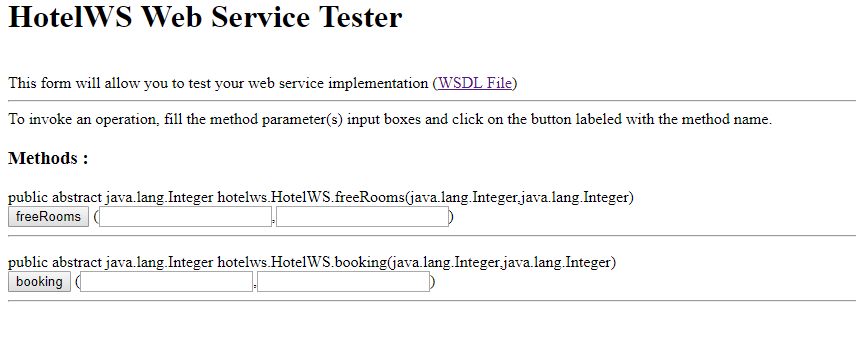 HotelWS Web Service Tester
This form will allow you to test your web service implementation (WSDL File)
To invoke an operation, fill the method parameter(s) input boxes and click on the button labeled with the method name.
Methods :
public abstract java.lang.Integer hotelws.HotelWS.freeRooms(java.lang.Integer,java.lang.Integer)
freeRooms ( , )
public abstract java.lang.Integer hotelws.HotelWS.booking(java.lang.Integer,java.lang.Integer)
booking ( , )